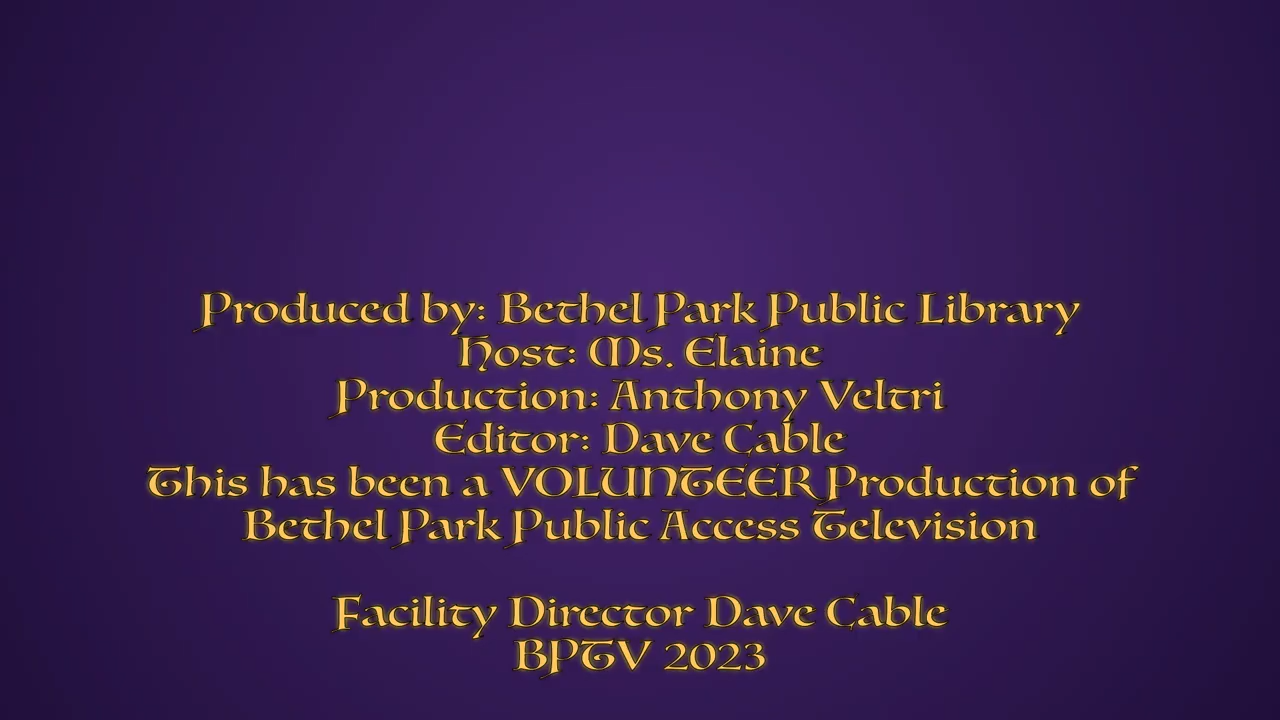 Produced by: Bethel Park Public Library
Host: Ms. Elaine
Production: Anthony Veltri
Editor: Dave Cable
This has been a VOLUNTEER Production of
Bethel Park Public Access Television
Facility Director Dave Cable
BPTV 2023